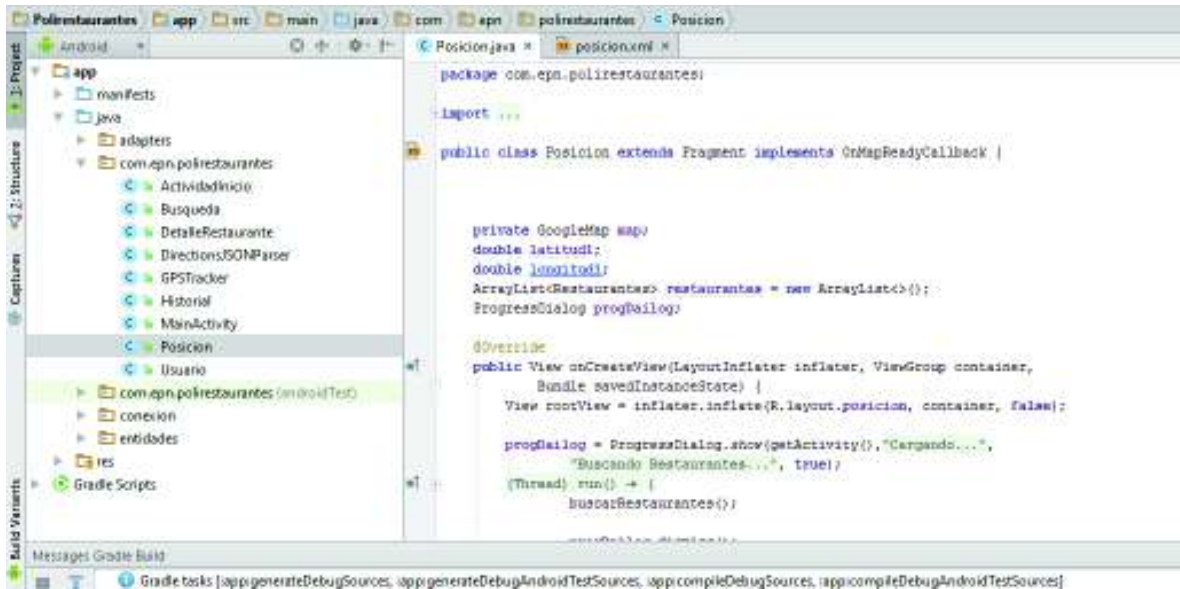 Polirestaurantes app src main java com epn polirestaurantes Posicion
Android
Posicion.java posicion.xml
1: Project
2: Structure
Captures
Build Variants
app
manifests
java
adapters
com.epn.polirestaurantes
ActividadInicio
Busqueda
DetalleRestaurante
DirectionsJSONParser
GPSTracker
Historial
MainActivity
Posicion
Usuario
com.epn.polirestaurantes (androidTest)
conexion
entidades
res
Gradle Scripts
package com.epn.polirestaurantes;
import ...
public class Posicion extends Fragment implements OnMapReadyCallback {
private GoogleMap map;
double latitudl;
double longitudl;
ArrayList<Restaurantes> restaurantes = new ArrayList<>();
ProgressDialog progDailog;
@Override
public View onCreateView(LayoutInflater inflater, ViewGroup container,
Bundle savedInstanceState) {
View rootView = inflater.inflate(R.layout.posicion, container, false);
progDailog = ProgressDialog.show(getActivity(),"Cargando...",
"Buscando Restaurantes...", true);
(Thread) run() → {
buscarRestaurantes();
Messages Gradle Build
Gradle tasks [:app:generateDebugSources, :app:generateDebugAndroidTestSources, :app:compileDebugSources, :app:compileDebugAndroidTestSources]